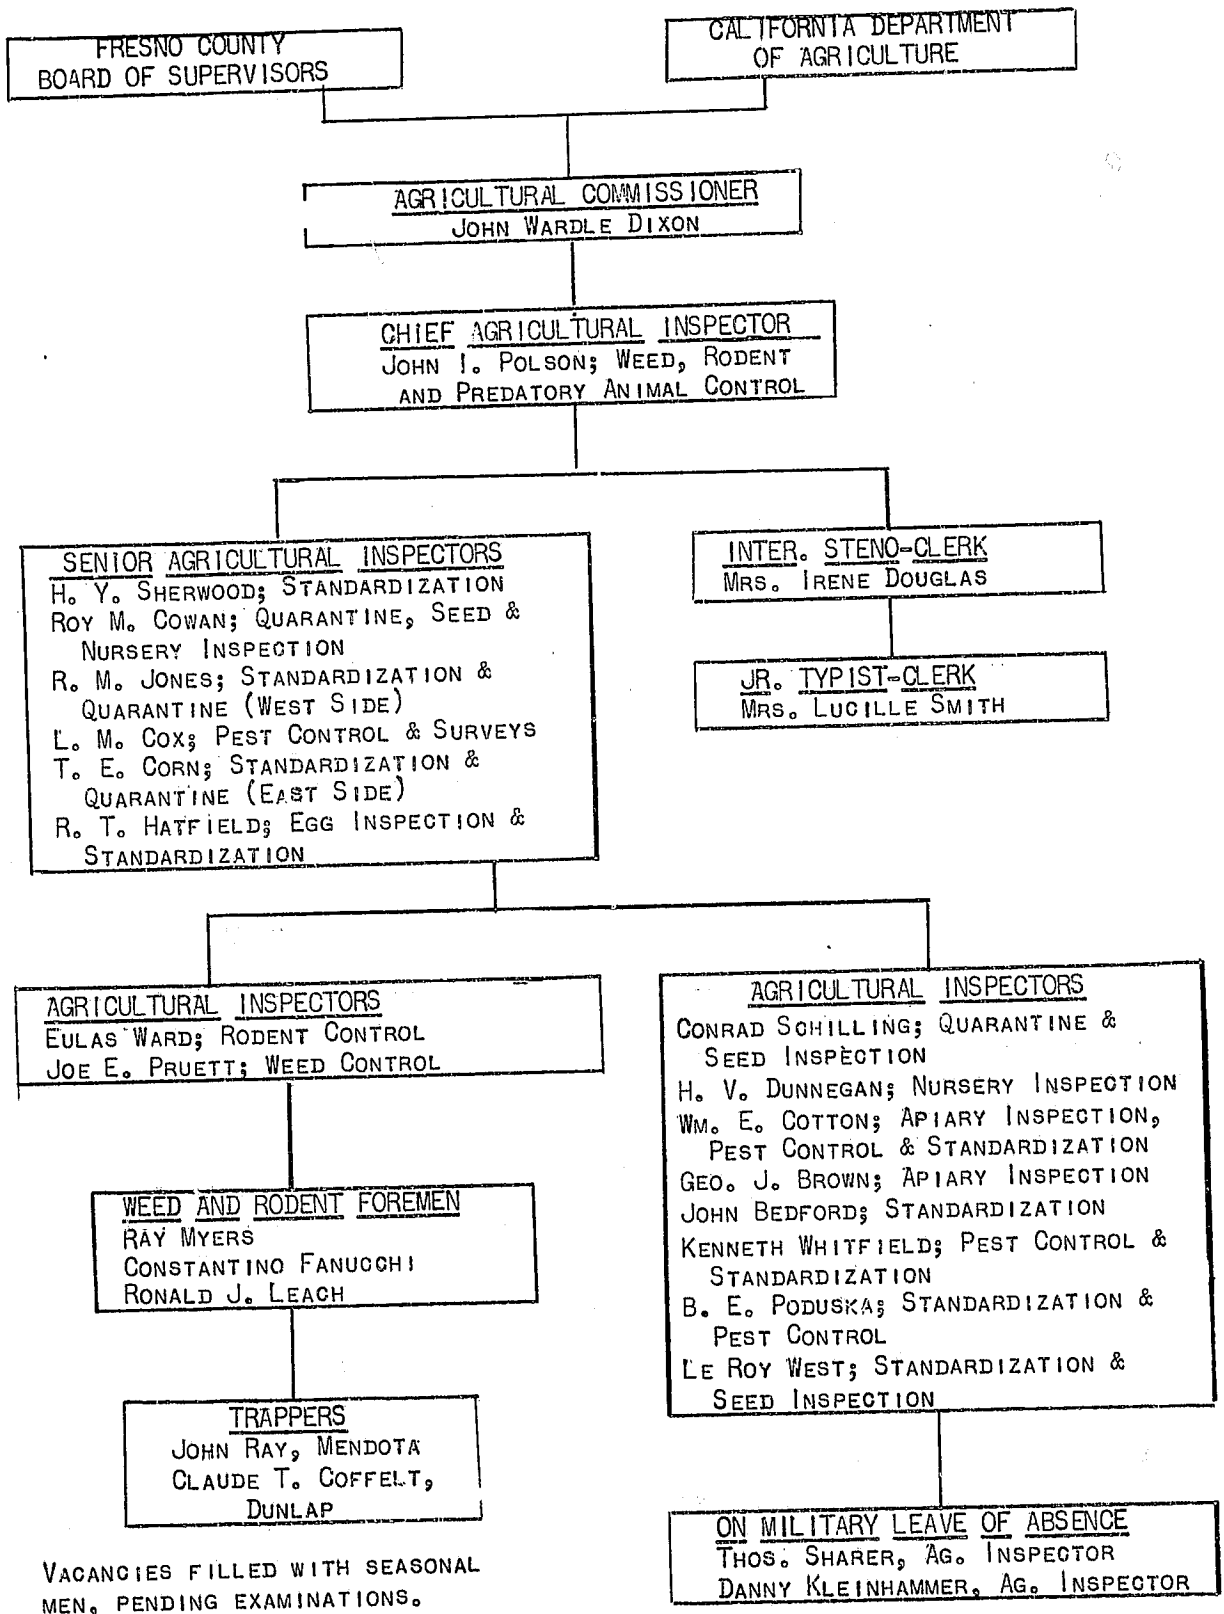 FRESNO COUNTY
BOARD OF SUPERVISORS
CALIFORNIA DEPARTMENT
OF AGRICULTURE
AGRICULTURAL COMMISSIONER
JOHN WARDLE DIXON
CHIEF AGRICULTURAL INSPECTOR
JOHN I. POLSON; WEED, RODENT
AND PREDATORY ANIMAL CONTROL
SENIOR AGRICULTURAL INSPECTORS
H. Y. SHERWOOD; STANDARDIZATION
ROY M. COWAN; QUARANTINE, SEED &
NURSERY INSPECTION
R. M. JONES; STANDARDIZATION &
QUARANTINE (WEST SIDE)
L. M. COX; PEST CONTROL & SURVEYS
T. E. CORN; STANDARDIZATION &
QUARANTINE (EAST SIDE)
R. T. HATFIELD; EGG INSPECTION &
STANDARDIZATION
INTER. STENO-CLERK
MRS. IRENE DOUGLAS
JR. TYPIST-CLERK
MRS. LUCILLE SMITH
AGRICULTURAL INSPECTORS
EULAS WARD; RODENT CONTROL
JOE E. PRUETT; WEED CONTROL
WEED AND RODENT FOREMEN
RAY MYERS
CONSTANTINO FANUCCHI
RONALD J. LEACH
TRAPPERS
JOHN RAY, MENDOTA
CLAUDE T. COFFELT,
DUNLAP
VACANCIES FILLED WITH SEASONAL
MEN, PENDING EXAMINATIONS.
AGRICULTURAL INSPECTORS
CONRAD SCHILLING; QUARANTINE &
SEED INSPECTION
H. V. DUNNEGAN; NURSERY INSPECTION
WM. E. COTTON; APIARY INSPECTION,
PEST CONTROL & STANDARDIZATION
GEO. J. BROWN; APIARY INSPECTION
JOHN BEDFORD; STANDARDIZATION
KENNETH WHITFIELD; PEST CONTROL &
STANDARDIZATION
B. E. PODUSKA; STANDARDIZATION &
PEST CONTROL
LE ROY WEST; STANDARDIZATION &
SEED INSPECTION
ON MILITARY LEAVE OF ABSENCE
THOS. SHARER, AG. INSPECTOR
DANNY KLEINHAMMER, AG. INSPECTOR